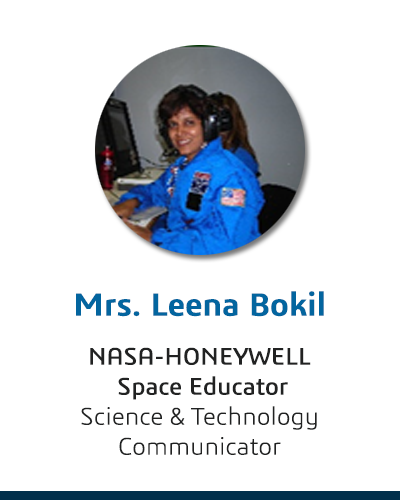 Mrs. Leena Bokil
NASA-HONEYWELL
Space Educator
Science & Technology
Communicator